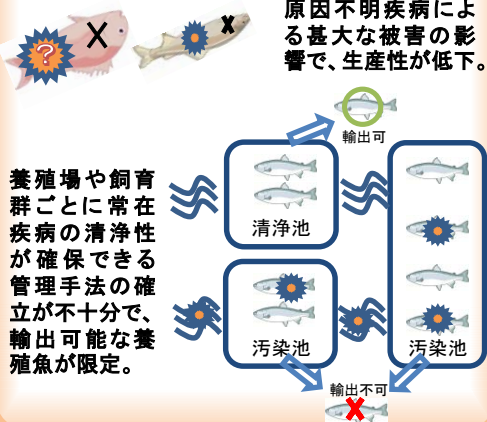 原因不明疾病によ
る甚大な被害の影
響で、生産性が低下。
?
輸出可
養殖場や飼育
群ごとに常在
疾病の清浄性
が確保できる
管理手法の確
立が不十分で、
輸出可能な養
殖魚が限定。
清浄池
汚染池
汚染池
輸出不可